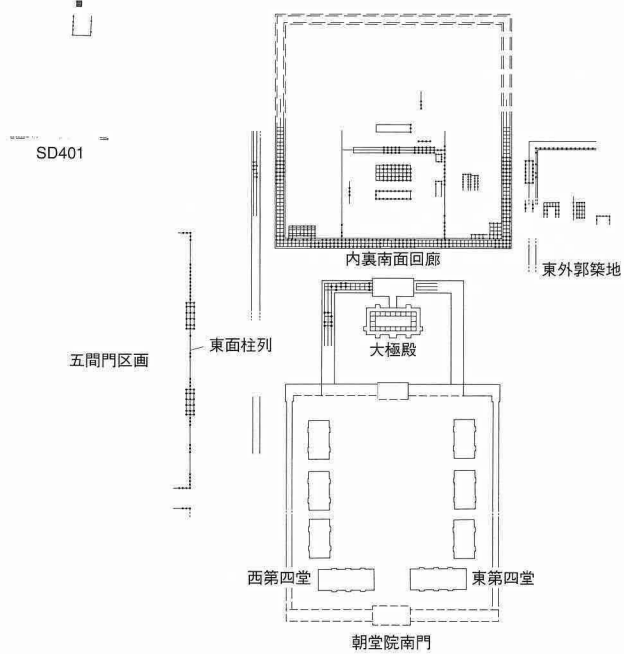 SD401
内裏南面回廊
東外郭築地
東面柱列
五間門区画
大極殿
西第四堂
東第四堂
朝堂院南門